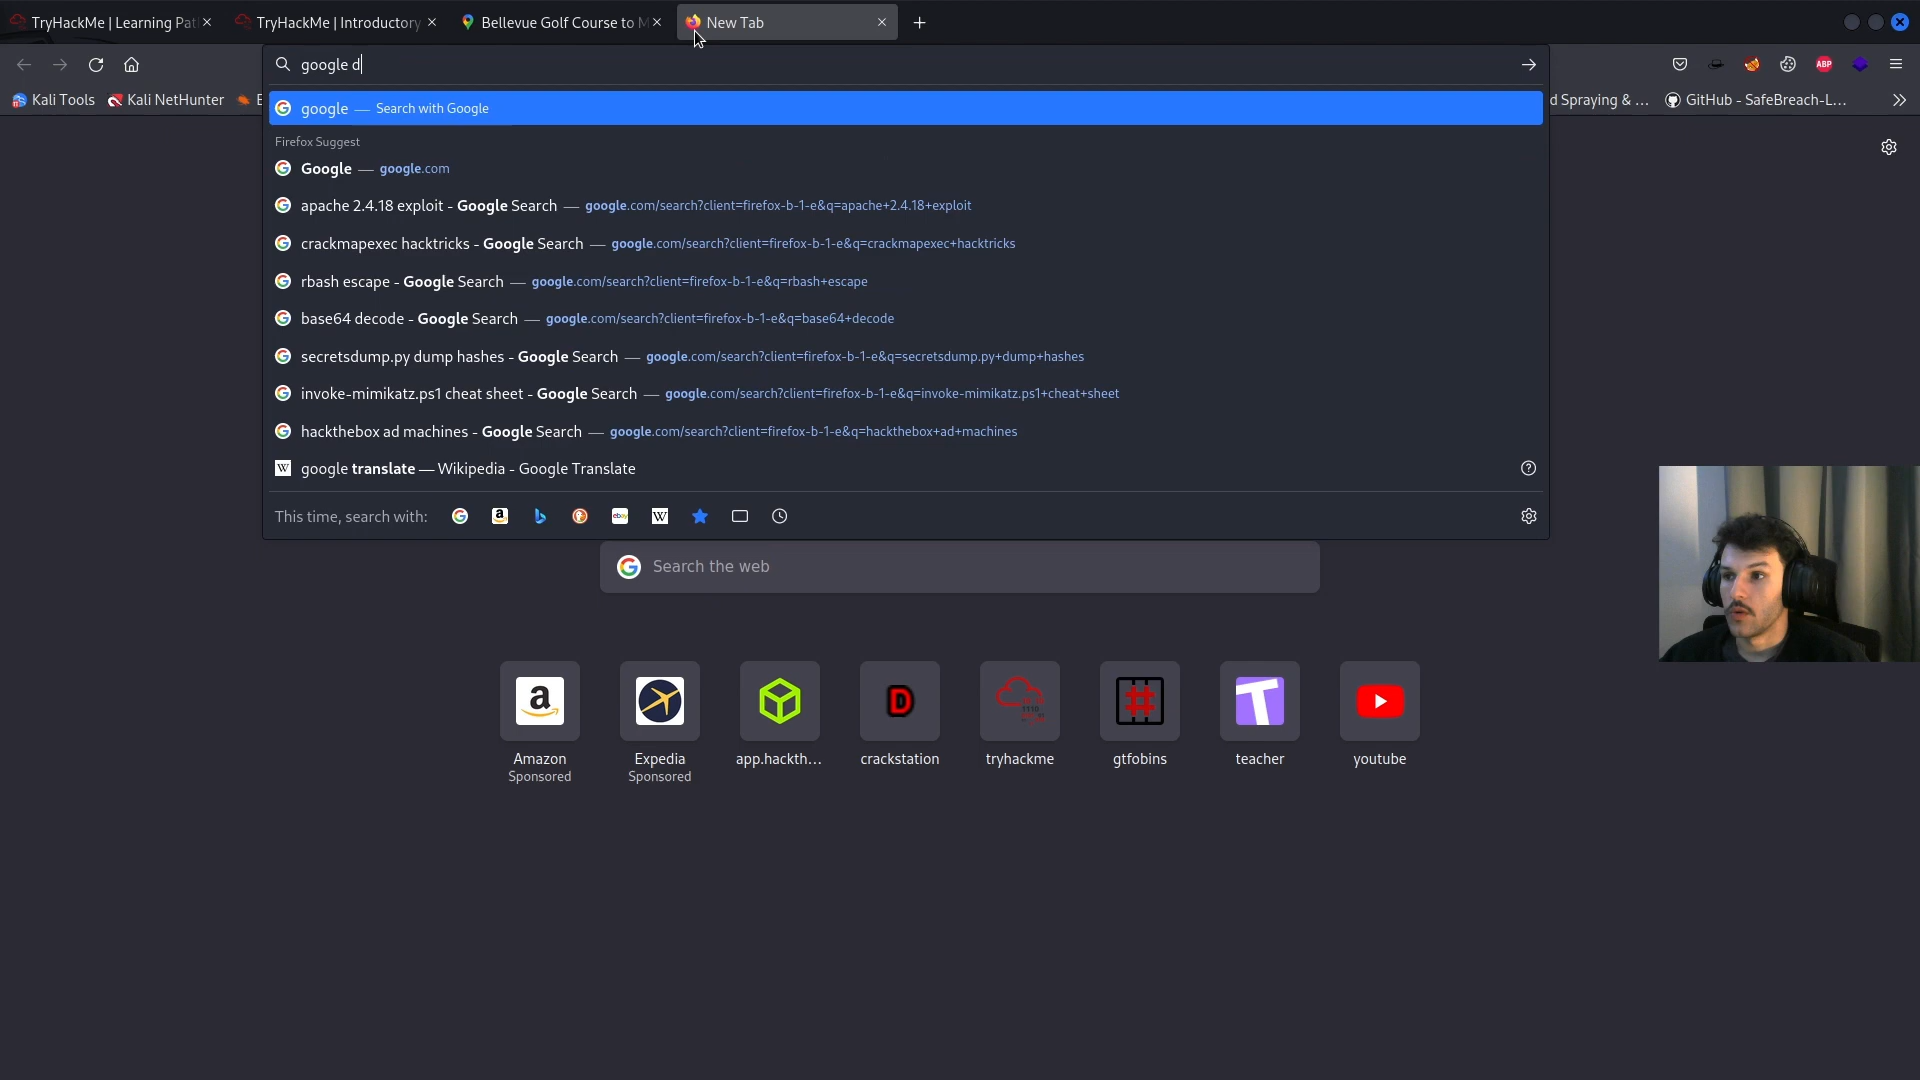 TryHackMe | Learning Pat
TryHackMe | Introductory
Bellevue Golf Course to M
New Tab
google d
Kali Tools
Kali NetHunter
E
d Spraying & ...
GitHub - SafeBreach-L...
google — Search with Google
Firefox Suggest
Google — google.com
apache 2.4.18 exploit - Google Search — google.com/search?client=firefox-b-1-e&q=apache+2.4.18+exploit
crackmapexec hacktricks - Google Search — google.com/search?client=firefox-b-1-e&q=crackmapexec+hacktricks
rbash escape - Google Search — google.com/search?client=firefox-b-1-e&q=rbash+escape
base64 decode - Google Search — google.com/search?client=firefox-b-1-e&q=base64+decode
secretsdump.py dump hashes - Google Search — google.com/search?client=firefox-b-1-e&q=secretsdump.py+dump+hashes
invoke-mimikatz.ps1 cheat sheet - Google Search — google.com/search?client=firefox-b-1-e&q=invoke-mimikatz.ps1+cheat+sheet
hackthebox ad machines - Google Search — google.com/search?client=firefox-b-1-e&q=hackthebox+ad+machines
google translate — Wikipedia - Google Translate
This time, search with:
Search the web
Amazon
Sponsored
Expedia
Sponsored
app.hackth...
crackstation
tryhackme
gtfobins
teacher
youtube
ABP